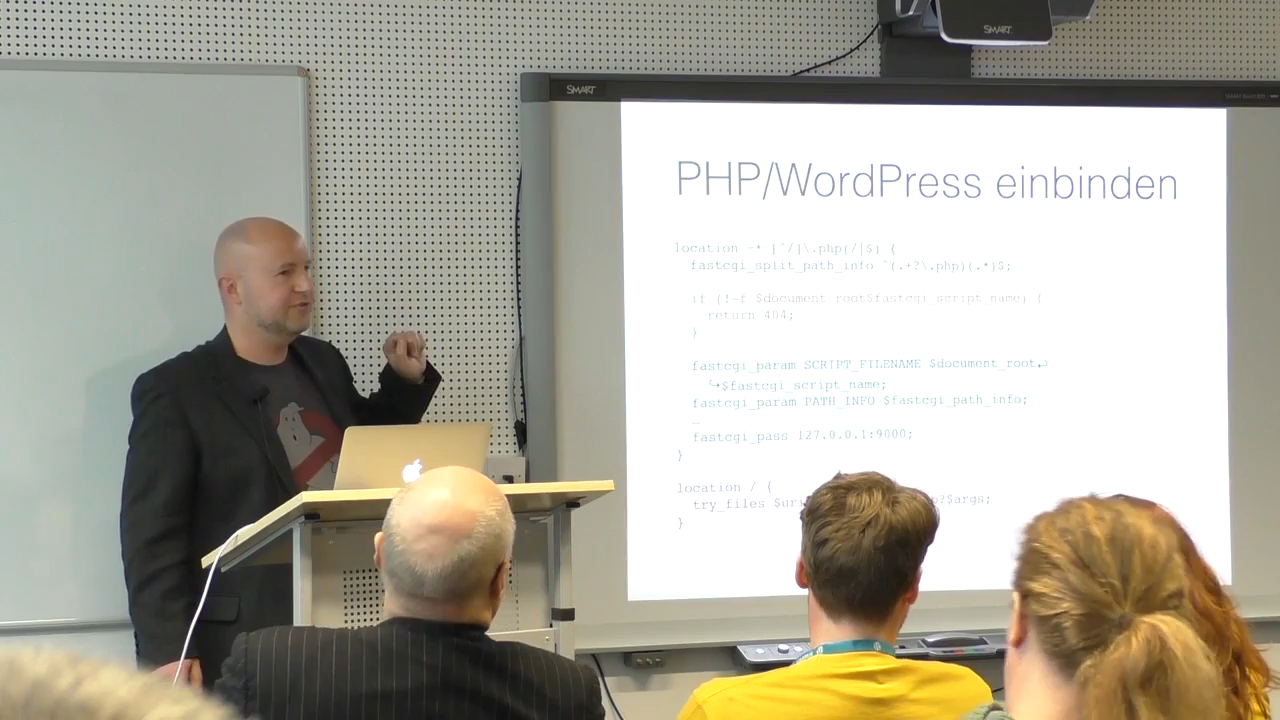 SMART
SMART
PHP/WordPress einbinden
location ~* [^/]\.php(/|$) {
fastcgi_split_path_info ^(.+?\.php)(.*)$;
if (!-f $document_root$fastcgi_script_name) {
return 404;
}
fastcgi_param SCRIPT_FILENAME $document_root↩
↪$fastcgi_script_name;
fastcgi_param PATH_INFO $fastcgi_path_info;
…
fastcgi_pass 127.0.0.1:9000;
}
location / {
try_files ?$args;
}